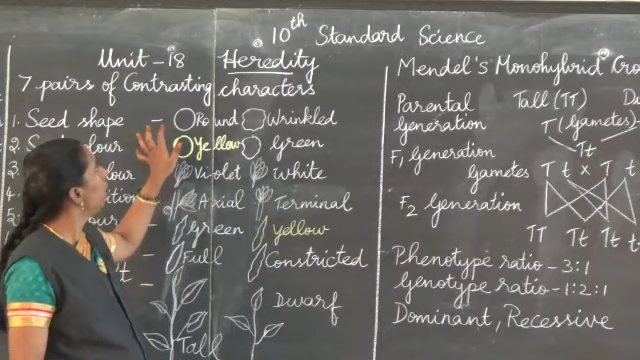 10th Standard Science
Unit - 18 Heredity
7 pairs of Contrasting characters
1. Seed shape - Round Wrinkled
2. Yellow Green
Violet White
Axial Terminal
Green Yellow
Full Constricted
Tall Dwarf
Mendel's Monohybrid Cro
Parental Generation Tall (TT)
T (Gametes)
F1 Generation Tt
gametes T t x T t
F2 Generation
TT Tt Tt t
Phenotype ratio - 3:1
Genotype ratio - 1:2:1
Dominant, Recessive